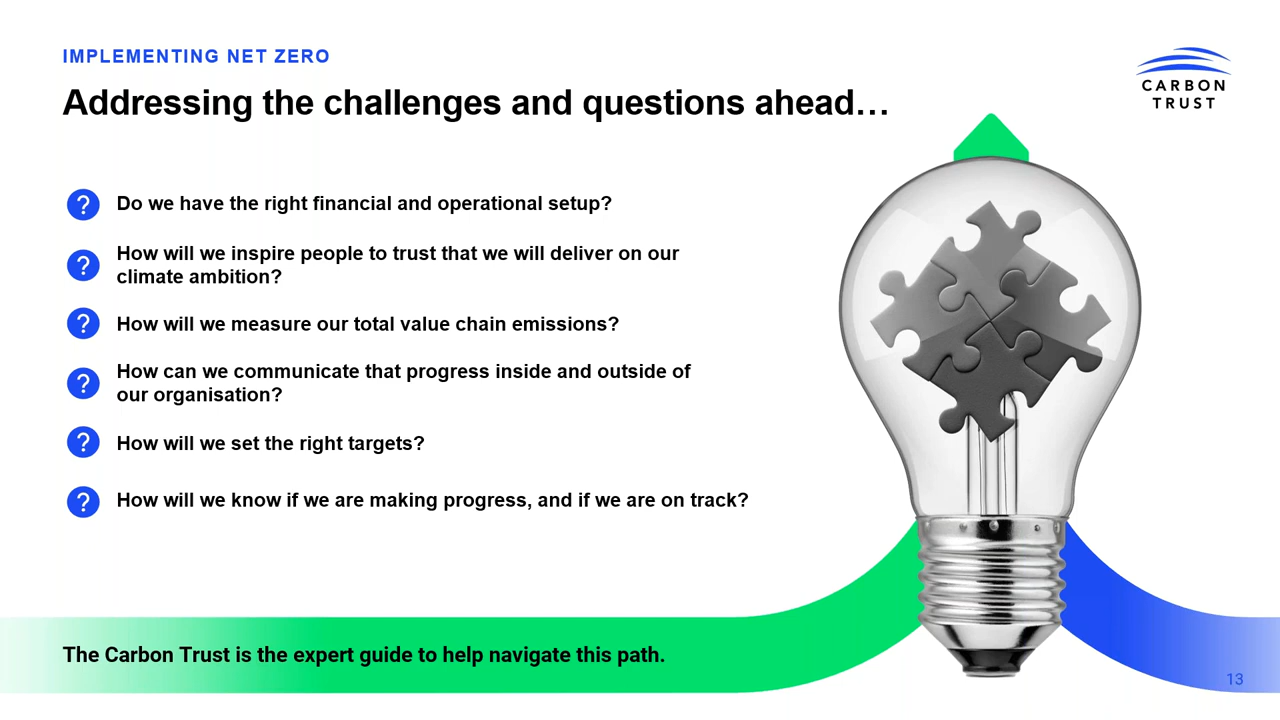 IMPLEMENTING NET ZERO
Addressing the challenges and questions ahead…
CARBON
TRUST
Do we have the right financial and operational setup?
How will we inspire people to trust that we will deliver on our
climate ambition?
How will we measure our total value chain emissions?
How can we communicate that progress inside and outside of
our organisation?
How will we set the right targets?
How will we know if we are making progress, and if we are on track?
The Carbon Trust is the expert guide to help navigate this path.
13